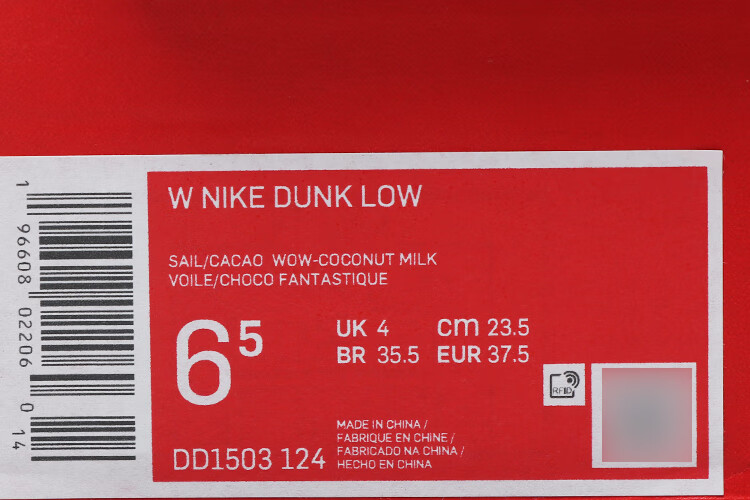 W NIKE DUNK LOW
SAIL/CACAO WOW-COCONUT MILK
VOILE/CHOCO FANTASTIQUE
6 5
UK 4 cm 23.5
BR 35.5 EUR 37.5
RFID
MADE IN CHINA /
FABRIQUE EN CHINE /
FABRICADO NA CHINA /
HECHO EN CHINA
DD1503 124
1 96608 02206 0 14